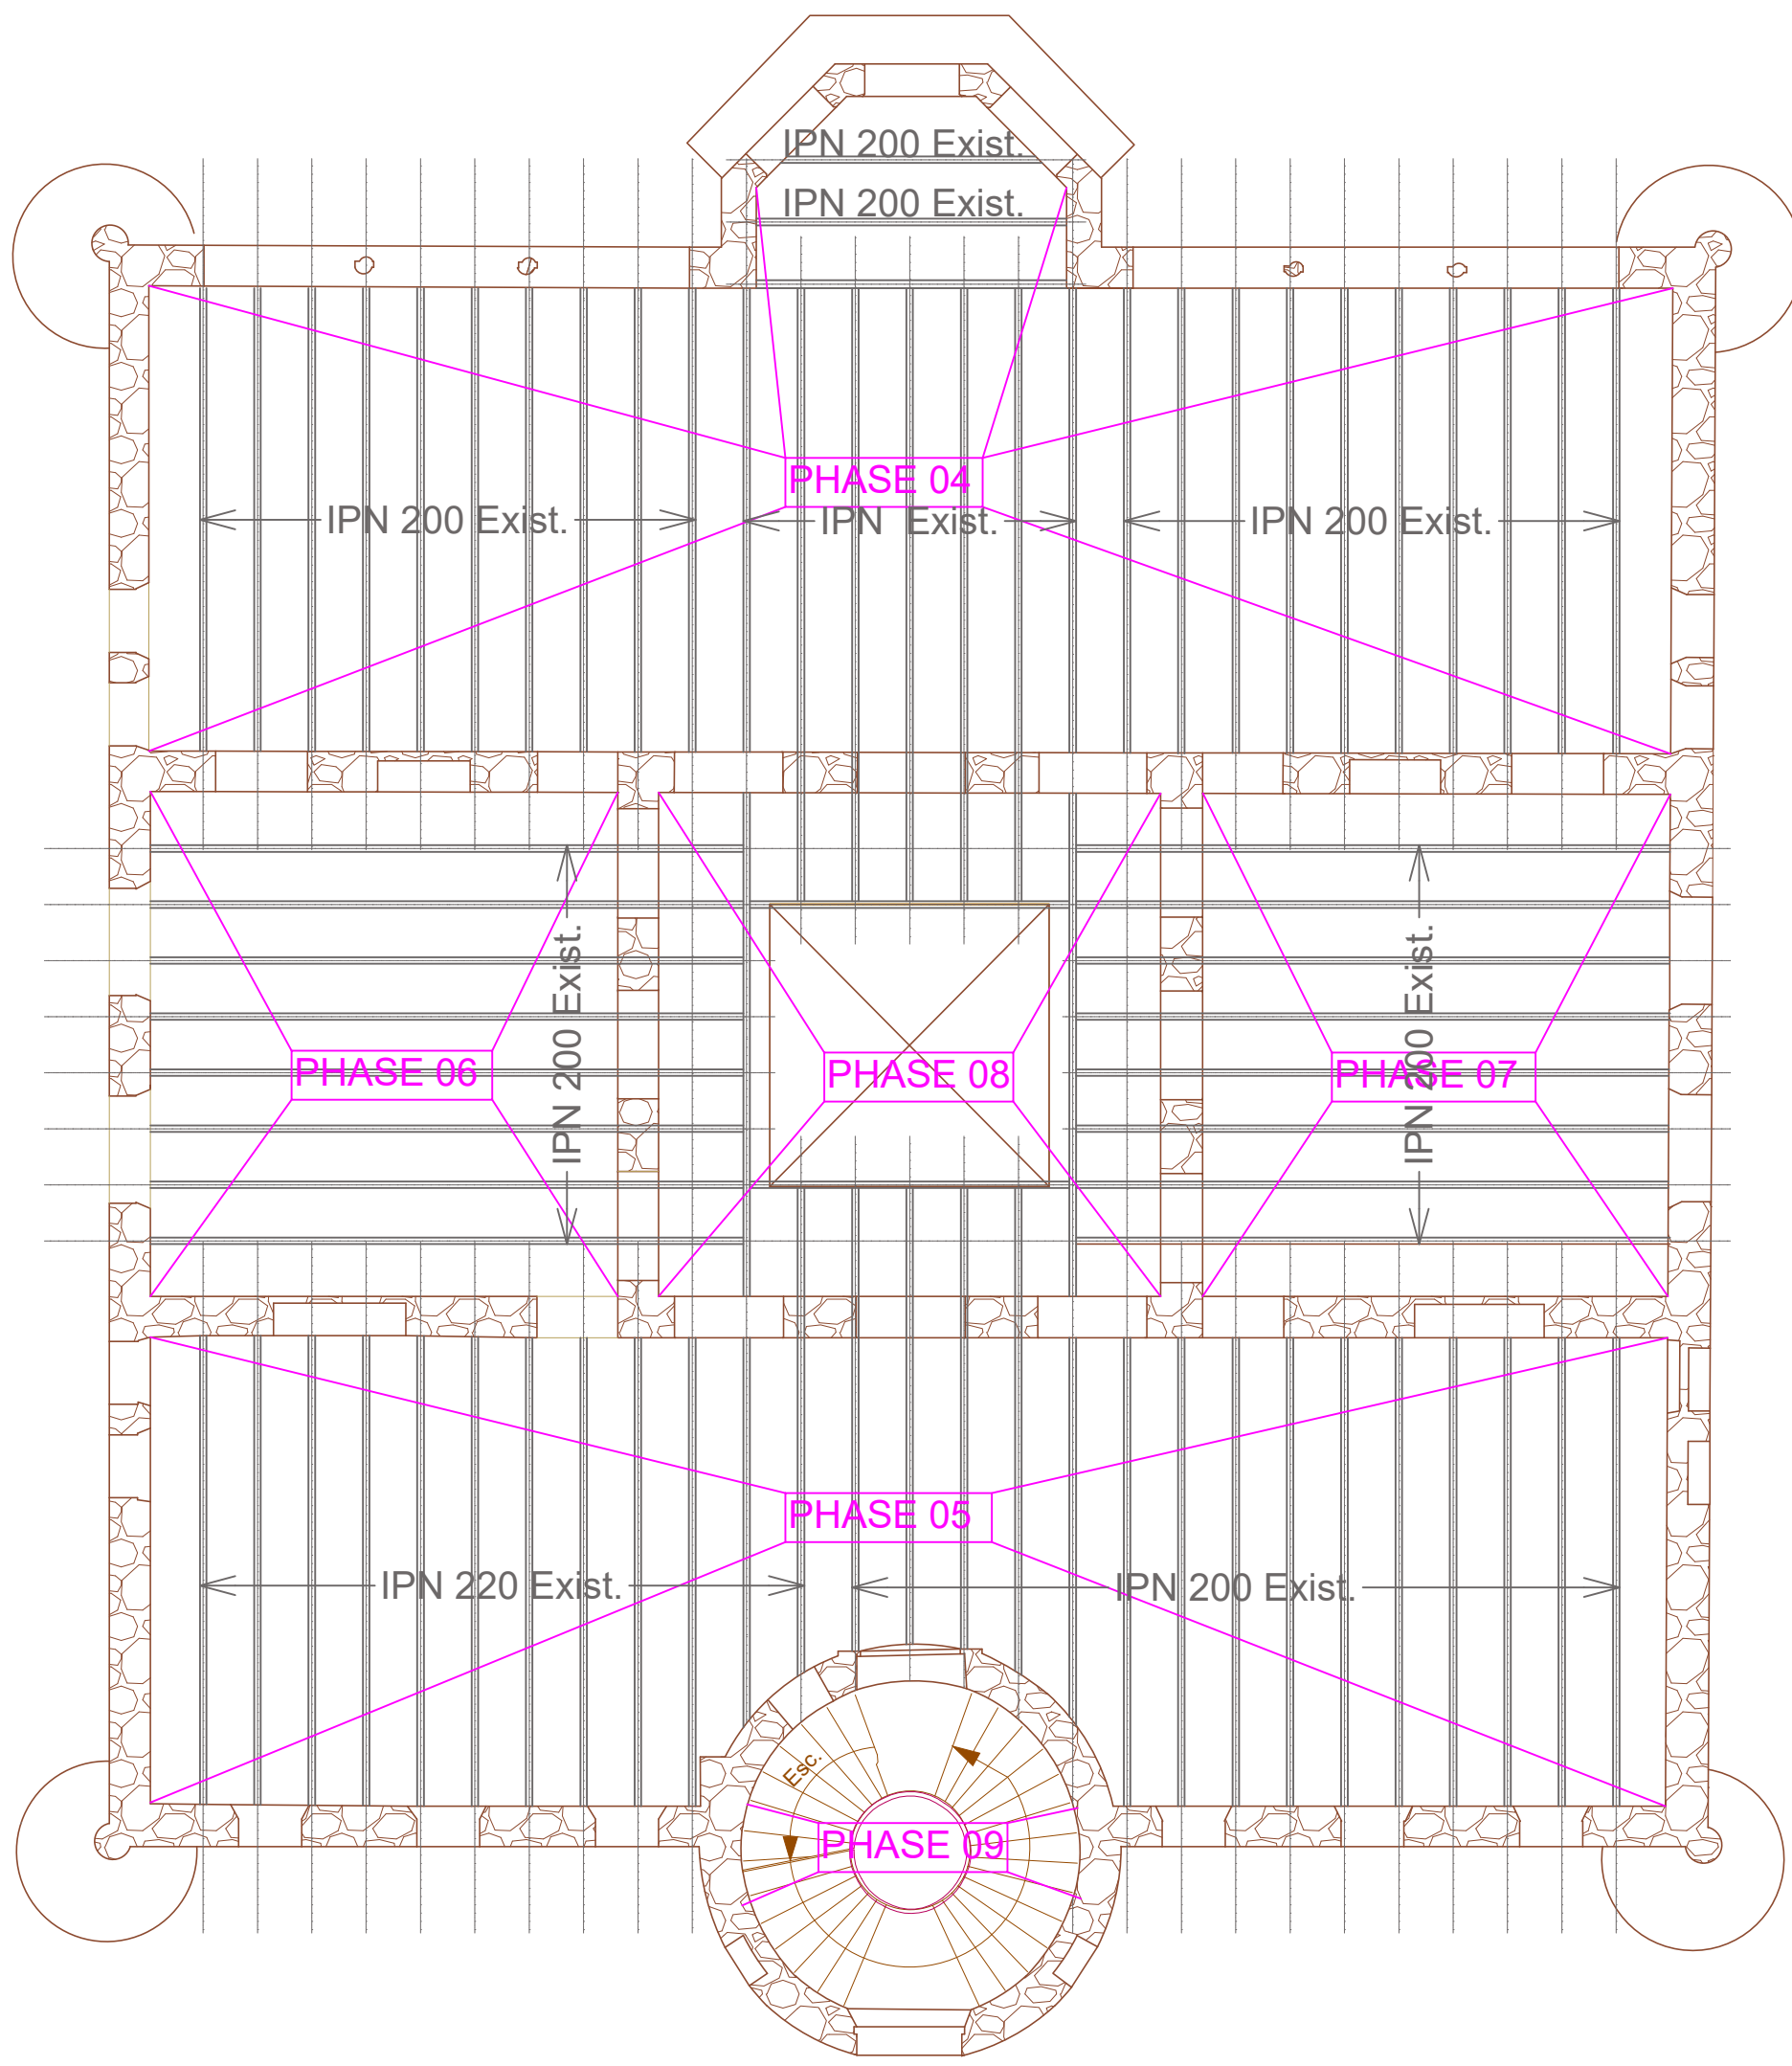 IPN 200 Exist.
IPN 200 Exist.
PHASE 04
IPN 200 Exist.
IPN Exist.
IPN 200 Exist.
IPN 200 Exist.
IPN 200 Exist.
PHASE 06
PHASE 08
PHASE 07
PHASE 05
IPN 220 Exist.
IPN 200 Exist.
Esc.
PHASE 09